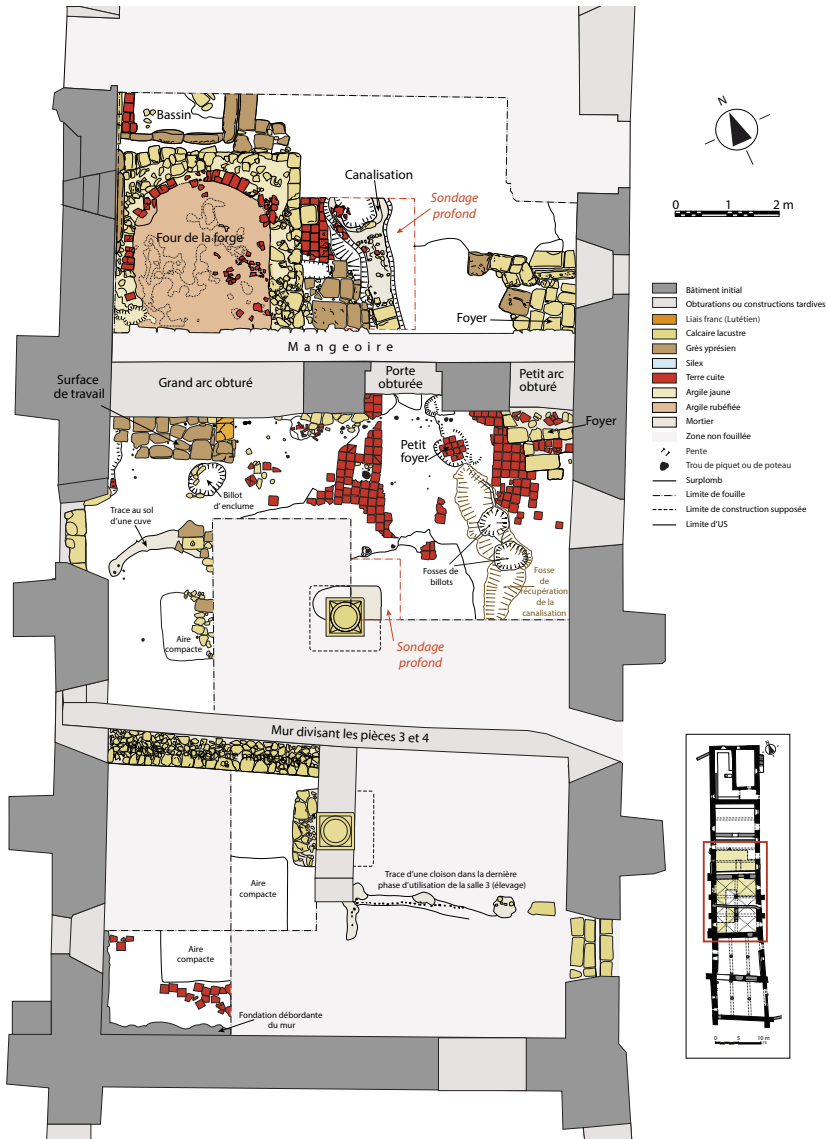 Bassin
Canalisation
Sondage
profond
Four de la forge
Foyer
Mangeoire
Surface
de travail
Grand arc obturé
Porte
obturée
Petit arc
obturé
Foyer
Petit
foyer
Billot
d'enclume
Trace au sol
d'une cuve
Fosses de
billots
Fosse
de
récupération
de la
canalisation
Aire
compacte
Sondage
profond
Mur divisant les pièces 3 et 4
Aire
compacte
Trace d'une cloison dans la dernière
phase d'utilisation de la salle 3 (élevage)
Aire
compacte
Fondation débordante
du mur
N
0 1 2 m
Bâtiment initial
Obturations ou constructions tardives
Liais franc (Lutétien)
Calcaire lacustre
Grès yprésien
Silex
Terre cuite
Argile jaune
Argile rubéfiée
Mortier
Zone non fouillée
Pente
Trou de piquet ou de poteau
Surplomb
Limite de fouille
Limite de construction supposée
Limite d'US
0 5 10 m